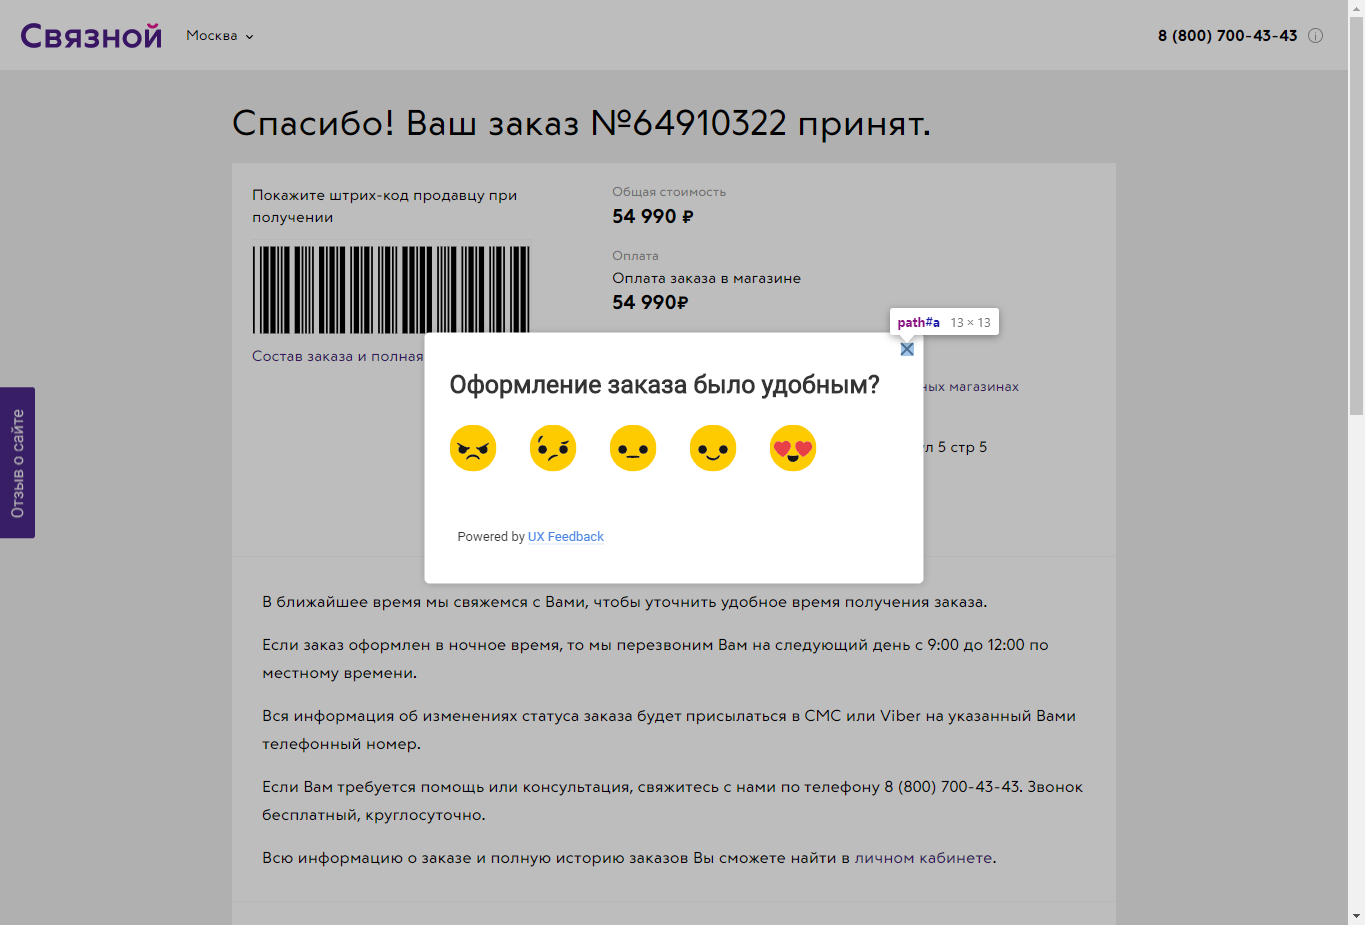 Связной
Москва
8 (800) 700-43-43
Спасибо! Ваш заказ №64910322 принят.
Покажите штрих-код продавцу при
получении
Общая стоимость
54 990 ₽
Оплата
Оплата заказа в магазине
54 990₽
path#a 13 × 13
Состав заказа и полная
Оформление заказа было удобным?
ных магазинах
5 стр 5
Отзыв о сайте
Powered by UX Feedback
В ближайшее время мы свяжемся с Вами, чтобы уточнить удобное время получения заказа.
Если заказ оформлен в ночное время, то мы перезвоним Вам на следующий день с 9:00 до 12:00 по
местному времени.
Вся информация об изменениях статуса заказа будет присылаться в СМС или Viber на указанный Вами
телефонный номер.
Если Вам требуется помощь или консультация, свяжитесь с нами по телефону 8 (800) 700-43-43. Звонок
бесплатный, круглосуточно.
Всю информацию о заказе и полную историю заказов Вы сможете найти в личном кабинете.